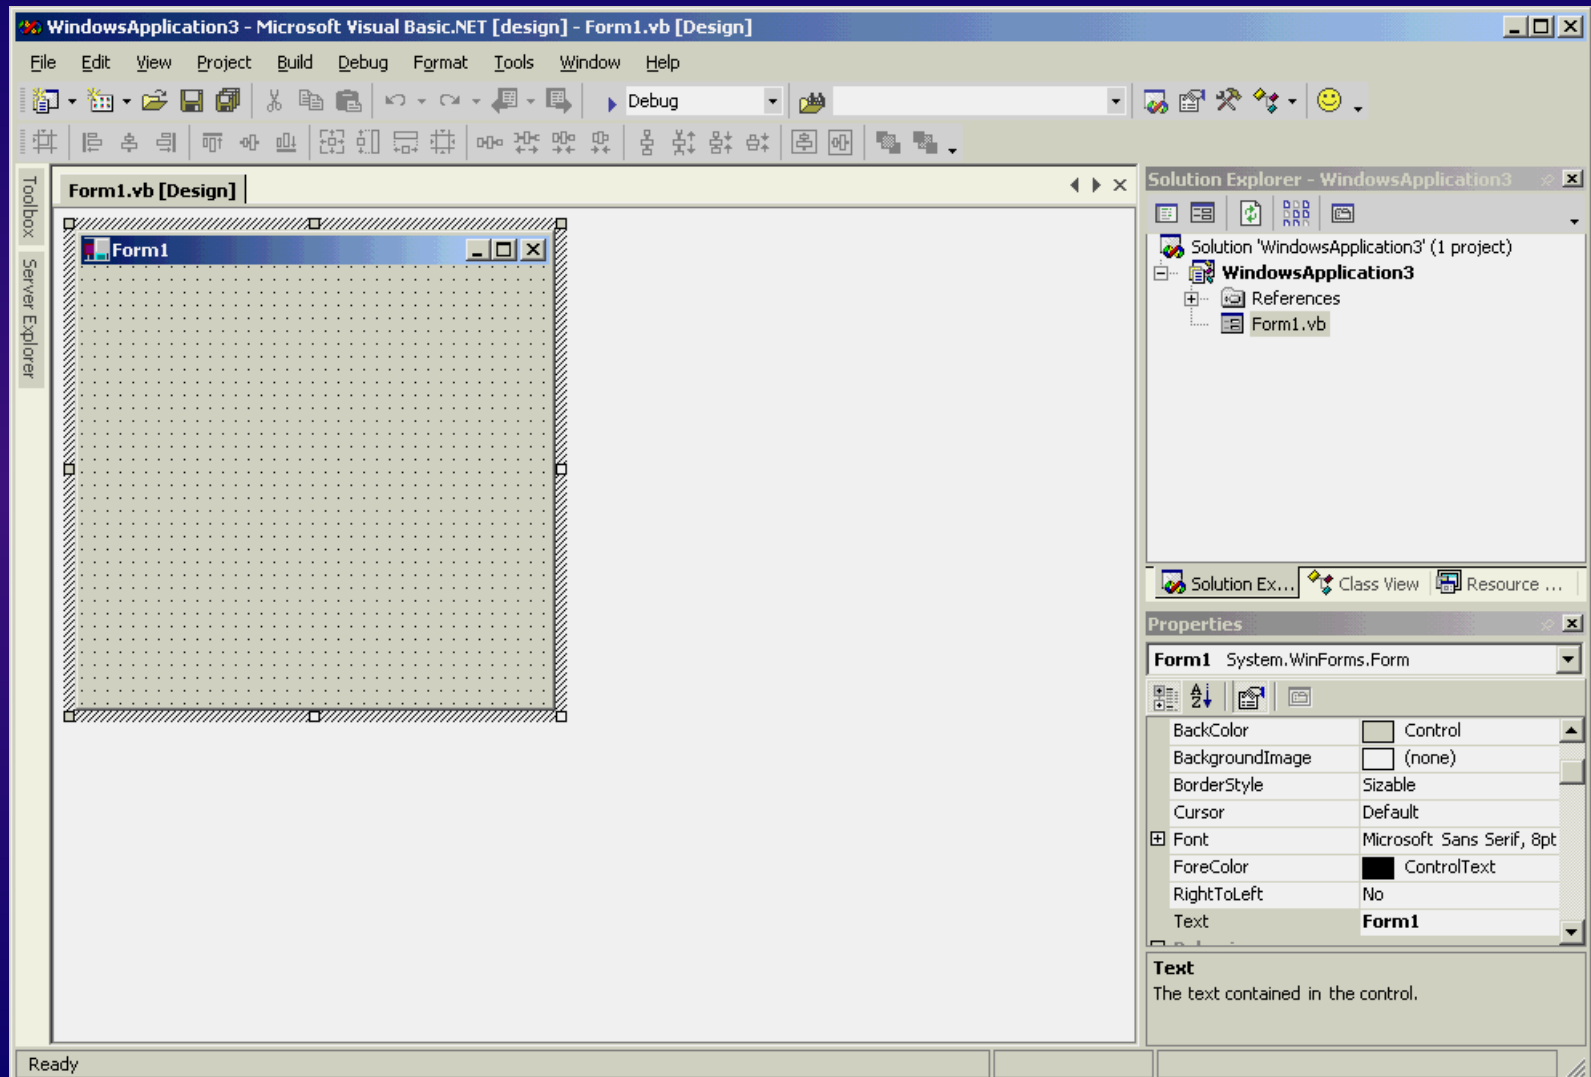 WindowsApplication3 - Microsoft Visual Basic.NET [design] - Form1.vb [Design]
File Edit View Project Build Debug Format Tools Window Help
Debug
Toolbox
Server Explorer
Form1.vb [Design]
Form1
Solution Explorer - WindowsApplication3
Solution 'WindowsApplication3' (1 project)
WindowsApplication3
References
Form1.vb
Solution Ex... Class View Resource ...
Properties
Form1 System.WinForms.Form
BackColor Control
BackgroundImage (none)
BorderStyle Sizable
Cursor Default
Font Microsoft Sans Serif, 8pt
ForeColor ControlText
RightToLeft No
Text Form1
Text
The text contained in the control.
Ready